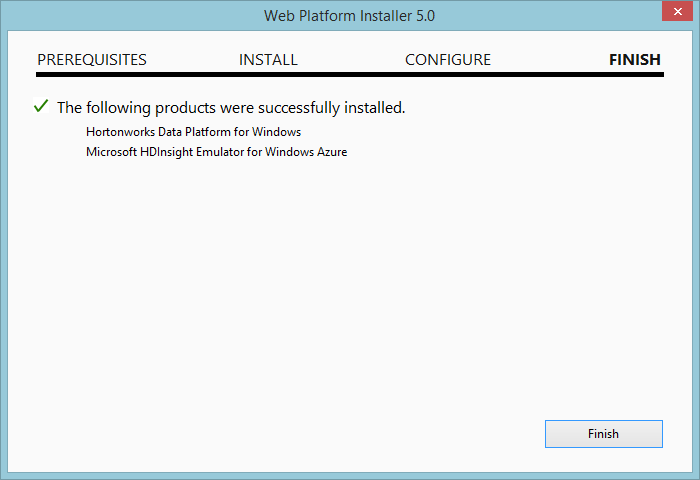 Web Platform Installer 5.0
PREREQUISITES INSTALL CONFIGURE FINISH
The following products were successfully installed.
Hortonworks Data Platform for Windows
Microsoft HDInsight Emulator for Windows Azure
Finish